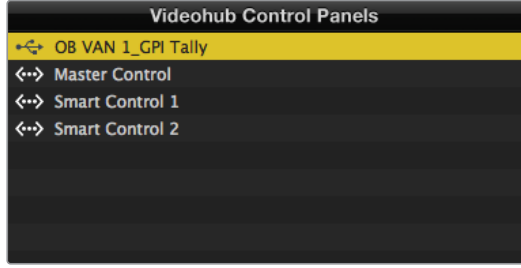 Videohub Control Panels
OB VAN 1_GPI Tally
Master Control
Smart Control 1
Smart Control 2